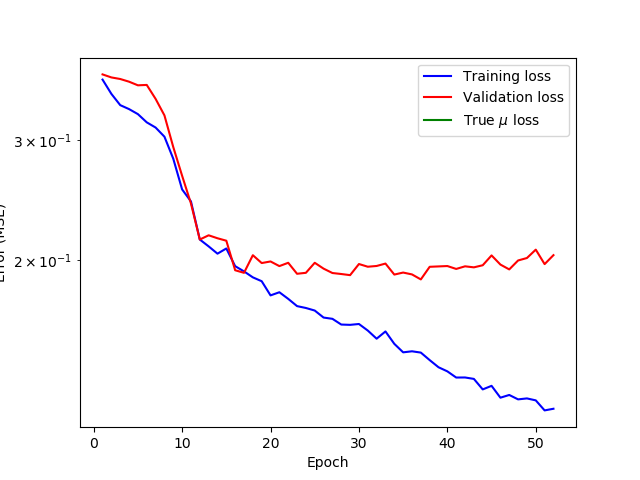 Training loss
Validation loss
True μ loss
3 × 10⁻¹
2 × 10⁻¹
Error (MSE)
0 10 20 30 40 50
Epoch